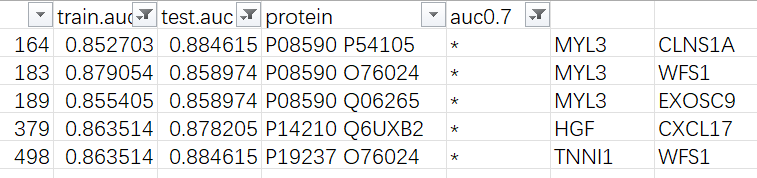 train.auc test.auc protein auc0.7
164 0.852703 0.884615 P08590 P54105 * MYL3 CLNS1A
183 0.879054 0.858974 P08590 O76024 * MYL3 WFS1
189 0.855405 0.858974 P08590 Q06265 * MYL3 EXOSC9
379 0.863514 0.878205 P14210 Q6UXB2 * HGF CXCL17
498 0.863514 0.884615 P19237 O76024 * TNNI1 WFS1